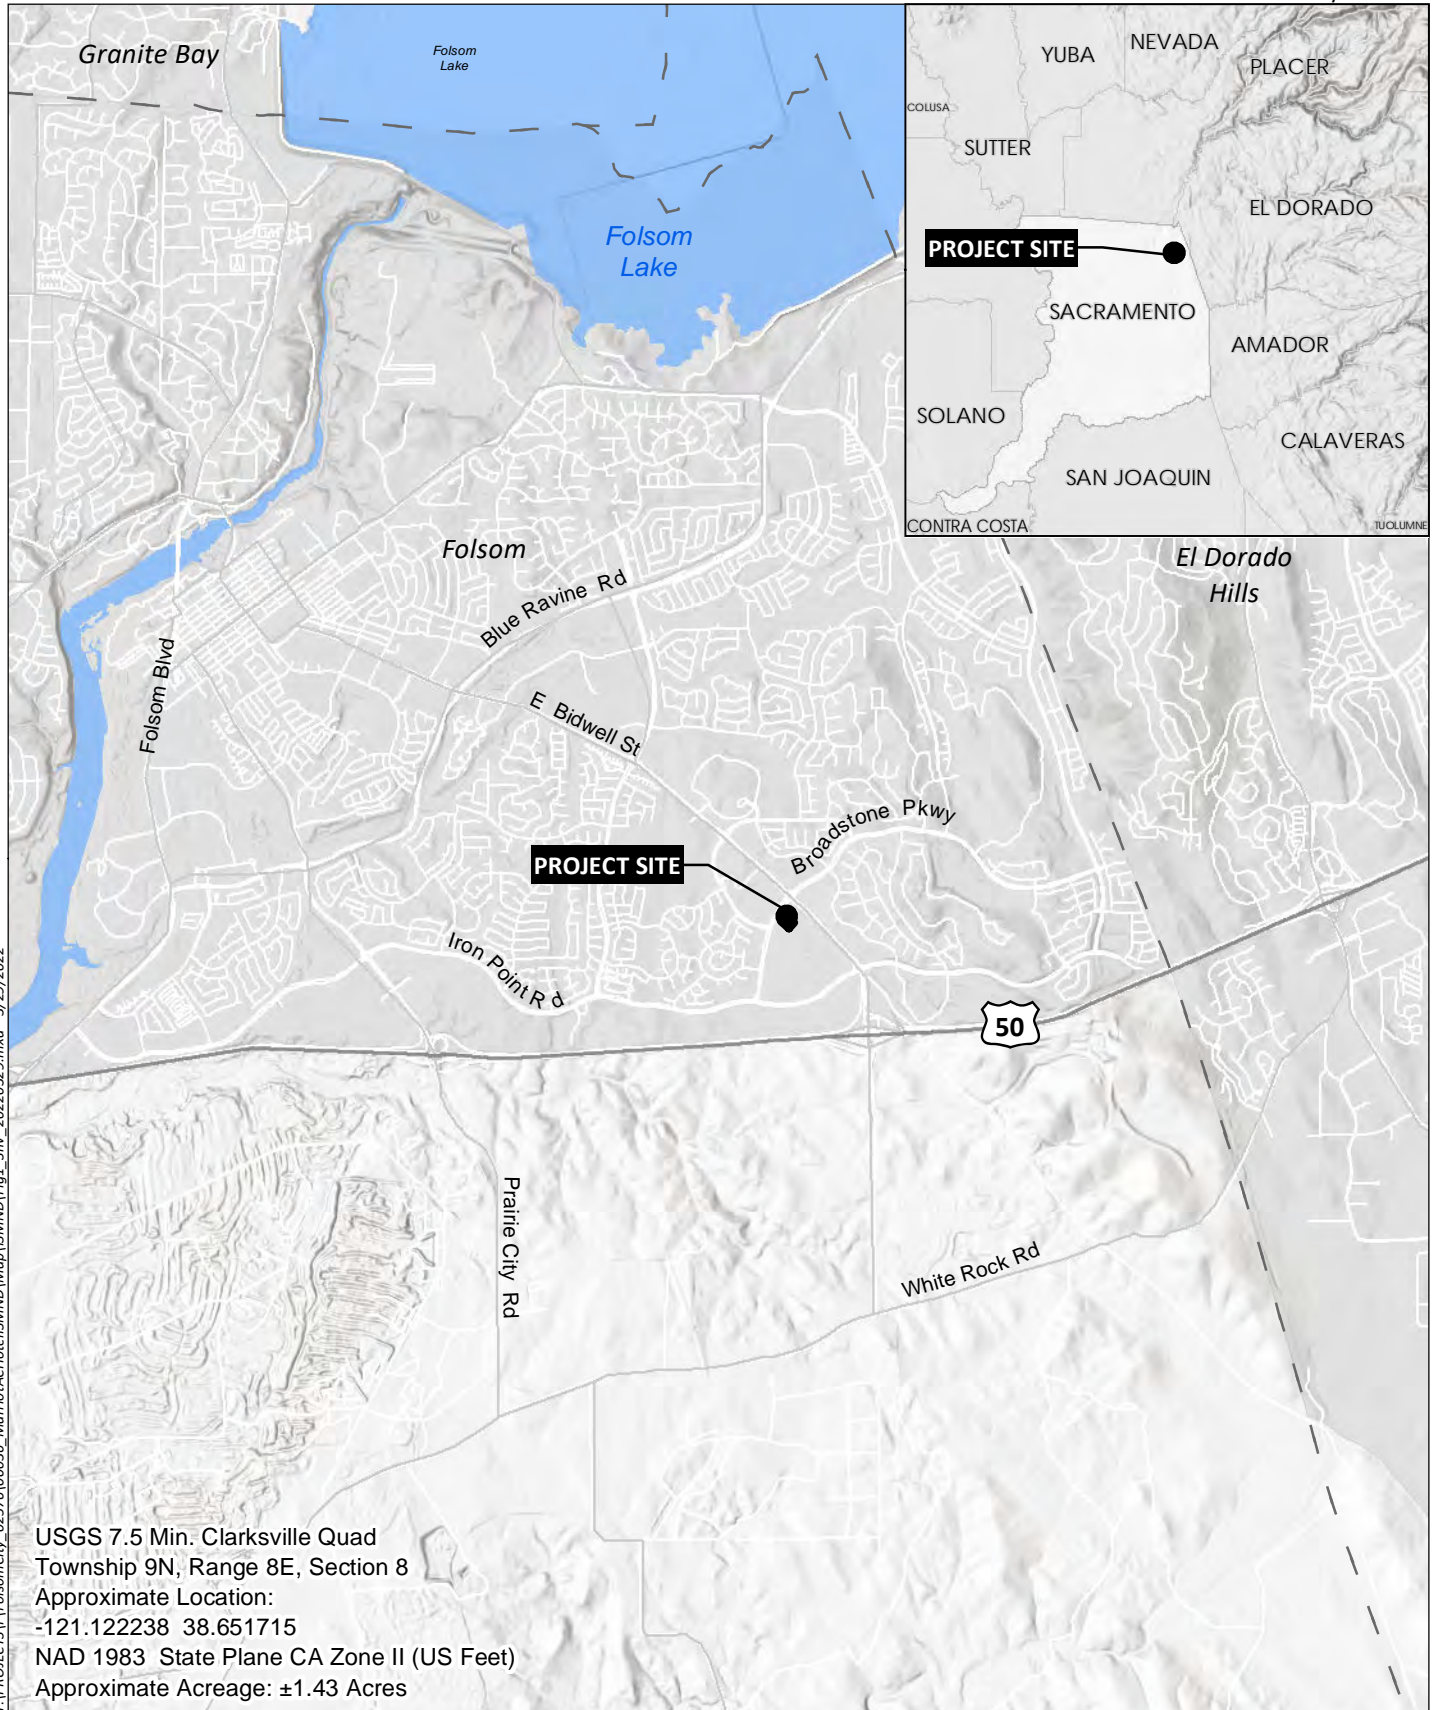 Granite Bay
Folsom
Lake
Folsom
Lake
COLUSA
YUBA
NEVADA
PLACER
SUTTER
EL DORADO
PROJECT SITE
SACRAMENTO
AMADOR
SOLANO
CALAVERAS
SAN JOAQUIN
CONTRA COSTA
TUOLUMNE
El Dorado
Hills
Folsom
Blue Ravine Rd
Folsom Blvd
E Bidwell St
Broadstone Pkwy
PROJECT SITE
Iron Point R d
50
Prairie City Rd
White Rock Rd
USGS 7.5 Min. Clarksville Quad
Township 9N, Range 8E, Section 8
Approximate Location:
-121.122238 38.651715
NAD 1983 State Plane CA Zone II (US Feet)
Approximate Acreage: ±1.43 Acres